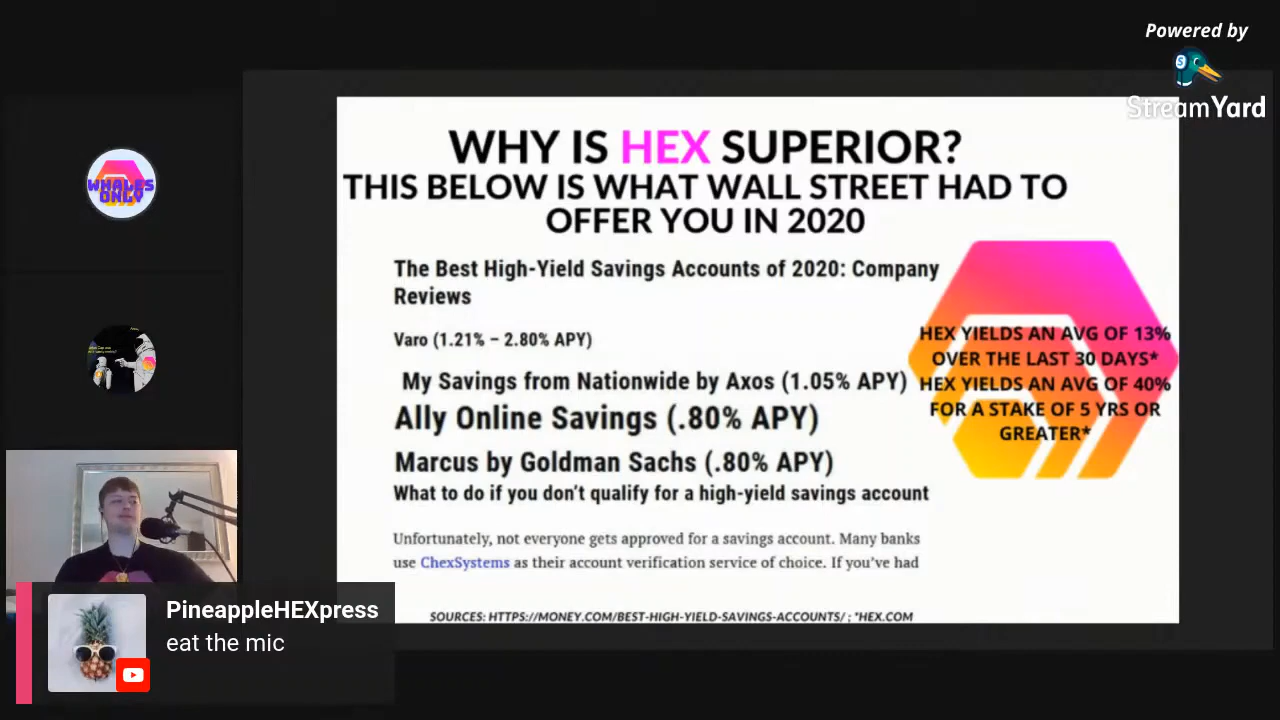 Powered by
StreamYard
WHY IS HEX SUPERIOR?
THIS BELOW IS WHAT WALL STREET HAD TO
OFFER YOU IN 2020
The Best High-Yield Savings Accounts of 2020: Company
Reviews
Varo (1.21% – 2.80% APY)
My Savings from Nationwide by Axos (1.05% APY)
Ally Online Savings (.80% APY)
Marcus by Goldman Sachs (.80% APY)
What to do if you don't qualify for a high-yield savings account
Unfortunately, not everyone gets approved for a savings account. Many banks
use ChexSystems as their account verification service of choice. If you've had
HEX YIELDS AN AVG OF 13%
OVER THE LAST 30 DAYS*
HEX YIELDS AN AVG OF 40%
FOR A STAKE OF 5 YRS OR
GREATER*
SOURCES: HTTPS://MONEY.COM/BEST-HIGH-YIELD-SAVINGS-ACCOUNTS/ ; *HEX.COM
WHALES
ONLY
PineappleHEXpress
eat the mic